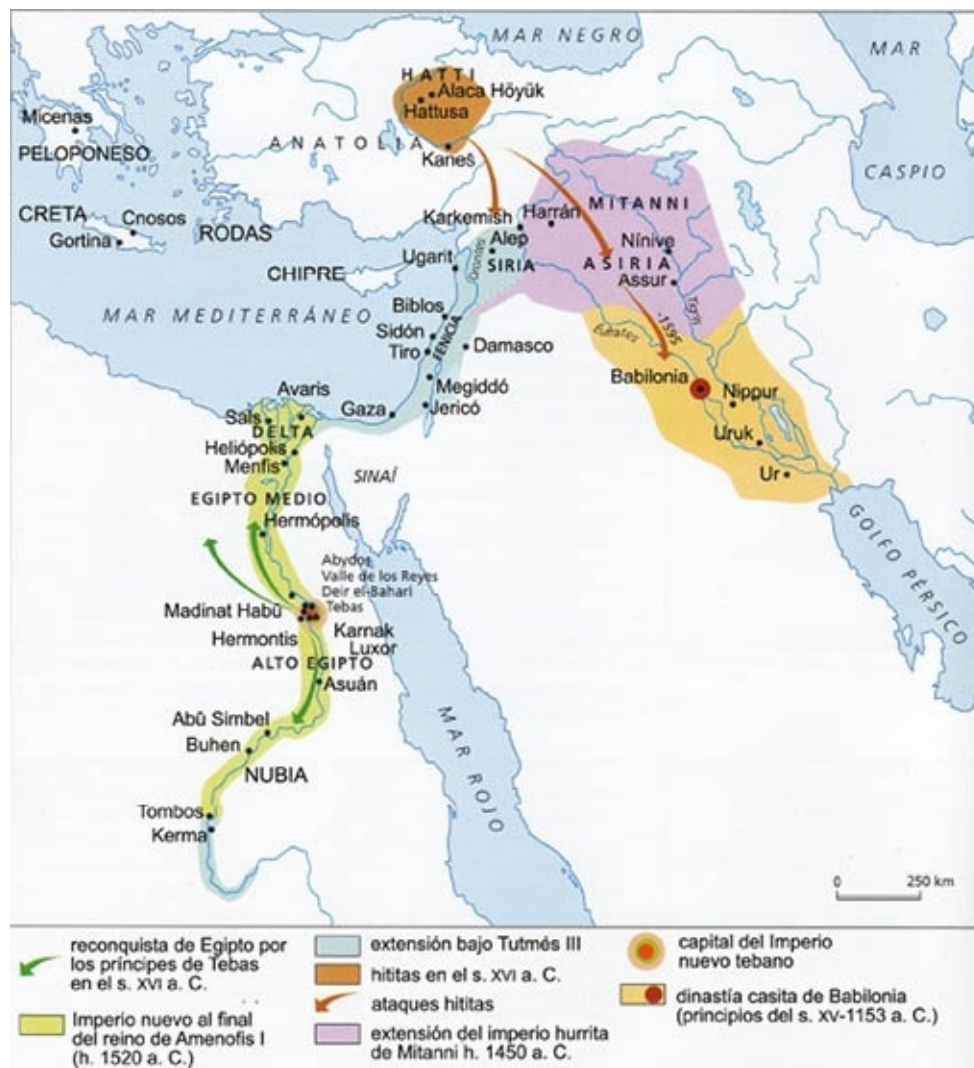 MAR NEGRO
MAR
CASPIO
HATTI
Alaca Höyük
Hattusa
Micenas
PELOPONESO
ANATOLIA
Kaneš
CRETA
Cnosos
Gortina
RODAS
Karkemish
Harrán
MITANNI
Alep
Nínive
Ugarit
Orontes
SIRIA
ASIRIA
CHIPRE
Assur
MAR MEDITERRÁNEO
Biblos
Tigris
Sidón
FENICIA
Éufrates
-1595
Tiro
Damasco
Babilonia
Avaris
Megiddó
Nippur
Sais
Gaza
Jericó
DELTA
Uruk
Heliópolis
Menfis
SINAÍ
Ur
EGIPTO MEDIO
Hermópolis
GOLFO PÉRSICO
Abydos
Valle de los Reyes
Deir el-Bahari
Tebas
Madinat Habū
Karnak
Hermontis
Luxor
ALTO EGIPTO
Asuán
Abū Simbel
Buhen
NUBIA
MAR ROJO
Tombos
Kerma
0 250 km
reconquista de Egipto por
los príncipes de Tebas
en el s. XVI a. C.
Imperio nuevo al final
del reino de Amenofis I
(h. 1520 a. C.)
extensión bajo Tutmés III
hititas en el s. XVI a. C.
ataques hititas
extensión del imperio hurrita
de Mitanni h. 1450 a. C.
capital del Imperio
nuevo tebano
dinastía casita de Babilonia
(principios del s. XV-1153 a. C.)